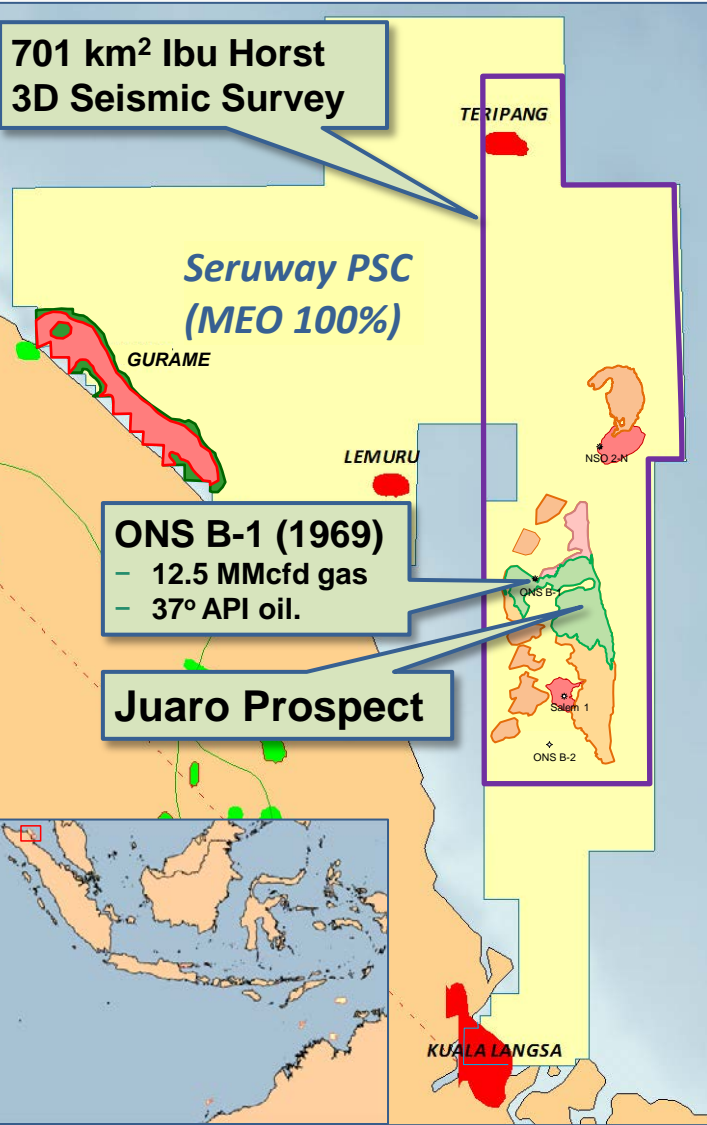 701 km² Ibu Horst
3D Seismic Survey
TERIPANG
Seruway PSC
(MEO 100%)
GURAME
NSO 2-N
LEMURU
ONS B-1 (1969)
− 12.5 MMcfd gas
− 37º API oil.
ONS B-1
Juaro Prospect
Salem 1
ONS B-2
KUALA LANGSA